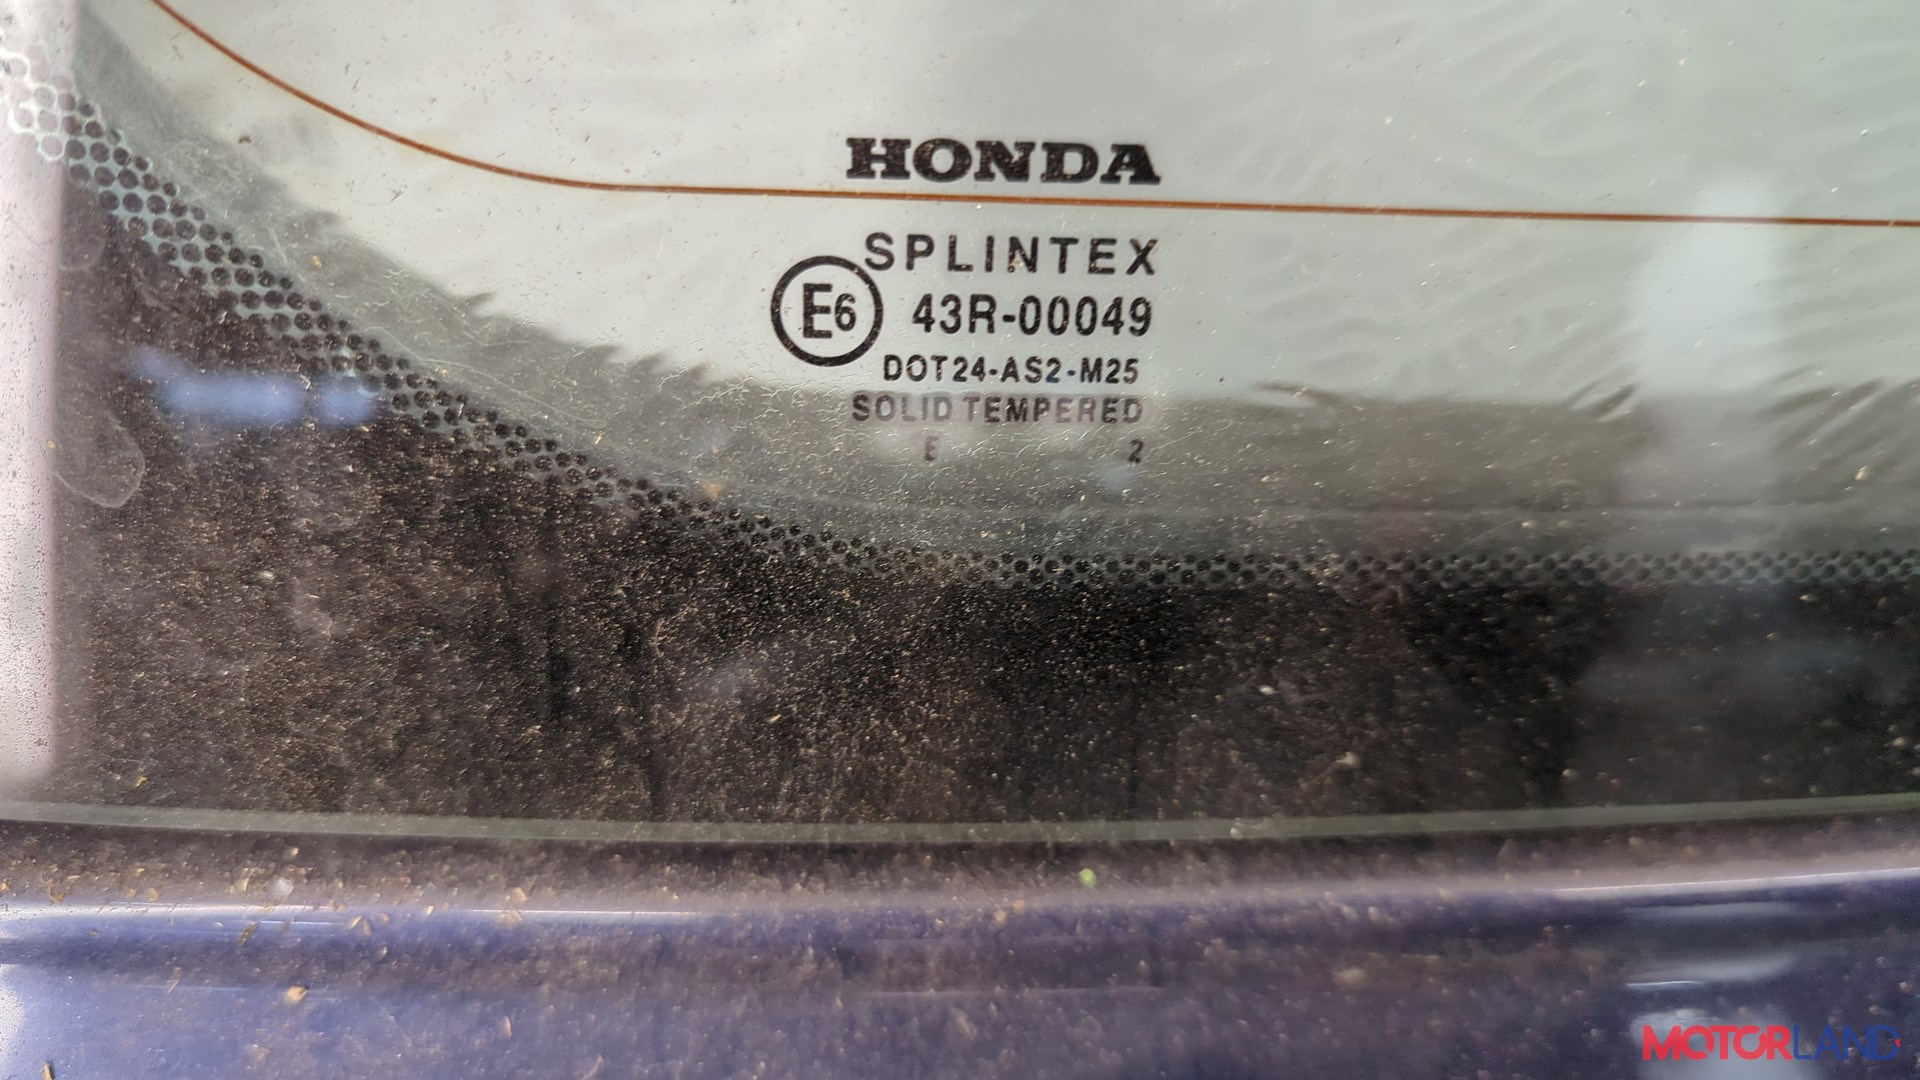 HONDA
SPLINTEX
E6 43R-00049
DOT24-AS2-M25
SOLID TEMPERED
E 2
MOTORLAND